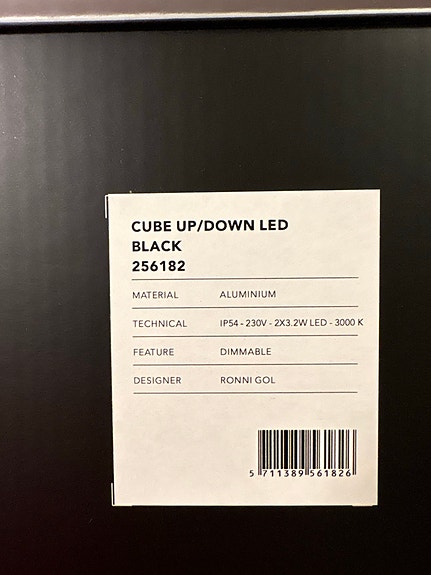 CUBE UP/DOWN LED
BLACK
256182
MATERIAL ALUMINIUM
TECHNICAL IP54 - 230V - 2X3.2W LED - 3000 K
FEATURE DIMMABLE
DESIGNER RONNI GOL
5 711389 561826